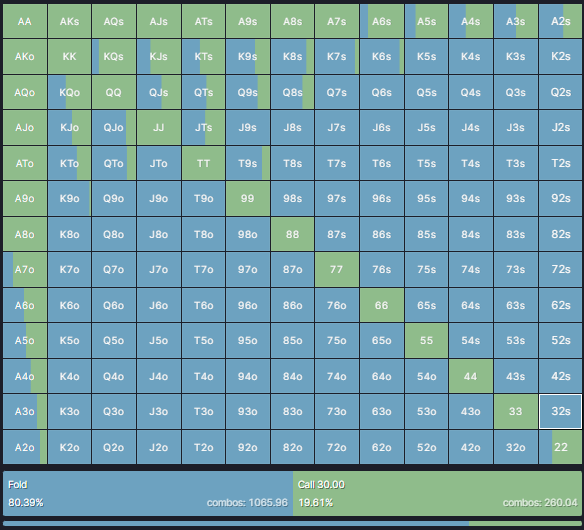 AA AKs AQs AJs ATs A9s A8s A7s A6s A5s A4s A3s A2s
AKo KK KQs KJs KTs K9s K8s K7s K6s K5s K4s K3s K2s
AQo KQo QQ QJs QTs Q9s Q8s Q7s Q6s Q5s Q4s Q3s Q2s
AJo KJo QJo JJ JTs J9s J8s J7s J6s J5s J4s J3s J2s
ATo KTo QTo JTo TT T9s T8s T7s T6s T5s T4s T3s T2s
A9o K9o Q9o J9o T9o 99 98s 97s 96s 95s 94s 93s 92s
A8o K8o Q8o J8o T8o 98o 88 87s 86s 85s 84s 83s 82s
A7o K7o Q7o J7o T7o 97o 87o 77 76s 75s 74s 73s 72s
A6o K6o Q6o J6o T6o 96o 86o 76o 66 65s 64s 63s 62s
A5o K5o Q5o J5o T5o 95o 85o 75o 65o 55 54s 53s 52s
A4o K4o Q4o J4o T4o 94o 84o 74o 64o 54o 44 43s 42s
A3o K3o Q3o J3o T3o 93o 83o 73o 63o 53o 43o 33 32s
A2o K2o Q2o J2o T2o 92o 82o 72o 62o 52o 42o 32o 22
Fold Call 30.00
80.39% combos: 1065.96 19.61% combos: 260.04